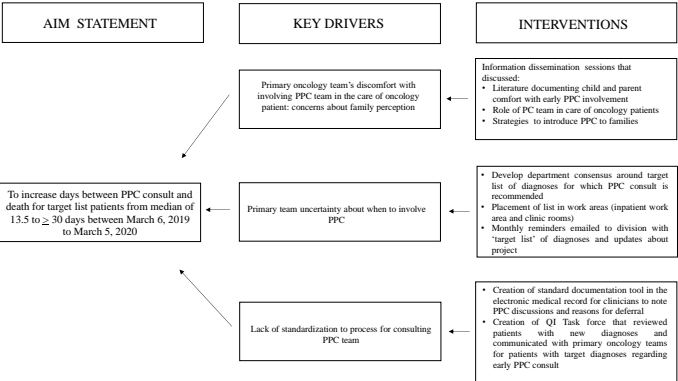 AIM STATEMENT
KEY DRIVERS
INTERVENTIONS
Primary oncology team's discomfort with
involving PPC team in the care of oncology
patient: concerns about family perception
Information dissemination sessions that
discussed:
• Literature documenting child and parent
comfort with early PPC involvement
• Role of PC team in care of oncology patients
• Strategies to introduce PPC to families
To increase days between PPC consult and
death for target list patients from median of
13.5 to ≥ 30 days between March 6, 2019
to March 5, 2020
Primary team uncertainty about when to involve
PPC
• Develop department consensus around target
list of diagnoses for which PPC consult is
recommended
• Placement of list in work areas (inpatient work
area and clinic rooms)
• Monthly reminders emailed to division with
'target list' of diagnoses and updates about
project
Lack of standardization to process for consulting
PPC team
• Creation of standard documentation tool in the
electronic medical record for clinicians to note
PPC discussions and reasons for deferral
• Creation of QI Task force that reviewed
patients with new diagnoses and
communicated with primary oncology teams
for patients with target diagnoses regarding
early PPC consult